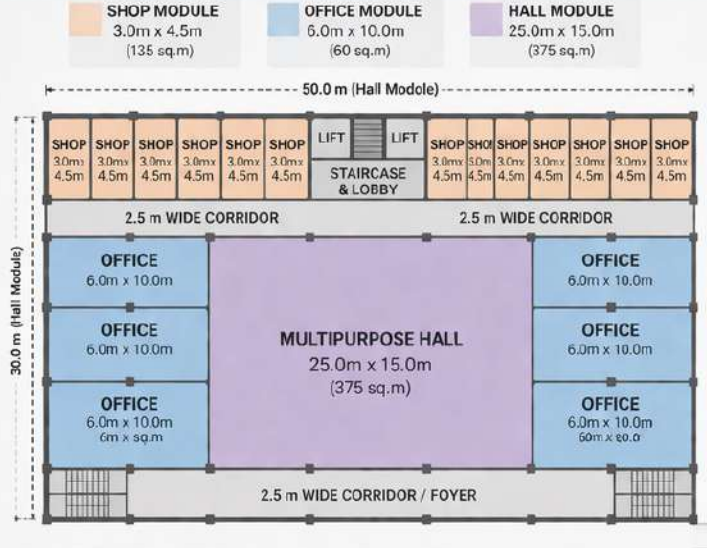 SHOP MODULE
3.0m x 4.5m
(135 sq.m)
OFFICE MODULE
6.0m x 10.0m
(60 sq.m)
HALL MODULE
25.0m x 15.0m
(375 sq.m)
50.0 m (Hall Modole)
30.0 m (Hall Module)
SHOP
3.0mx
4.5m
SHOP
3.0mx
4.5m
SHOP
3.0mx
4.5m
SHOP
3.0mx
4.5m
SHOP
3.0mx
4.5m
SHOP
3.0mx
4.5m
LIFT
LIFT
STAIRCASE
& LOBBY
SHOP
3.0mx
4.5m
4.5m
SHOP
3.0mx
4.5m
SHOP
3.0mx
4.5m
SHOP
3.0mx
4.5m
SHOP
3.0mx
4.5m
SHOP
3.0mx
4.5m
2.5 m WIDE CORRIDOR
2.5 m WIDE CORRIDOR
OFFICE
6.0m x 10.0m
OFFICE
6.0m x 10.0m
OFFICE
6.0m x 10.0m
6m x sq.m
MULTIPURPOSE HALL
25.0m x 15.0m
(375 sq.m)
OFFICE
6.0m x 10.0m
OFFICE
6.0m x 10.0m
OFFICE
6.0m x 10.0m
2.5 m WIDE CORRIDOR / FOYER